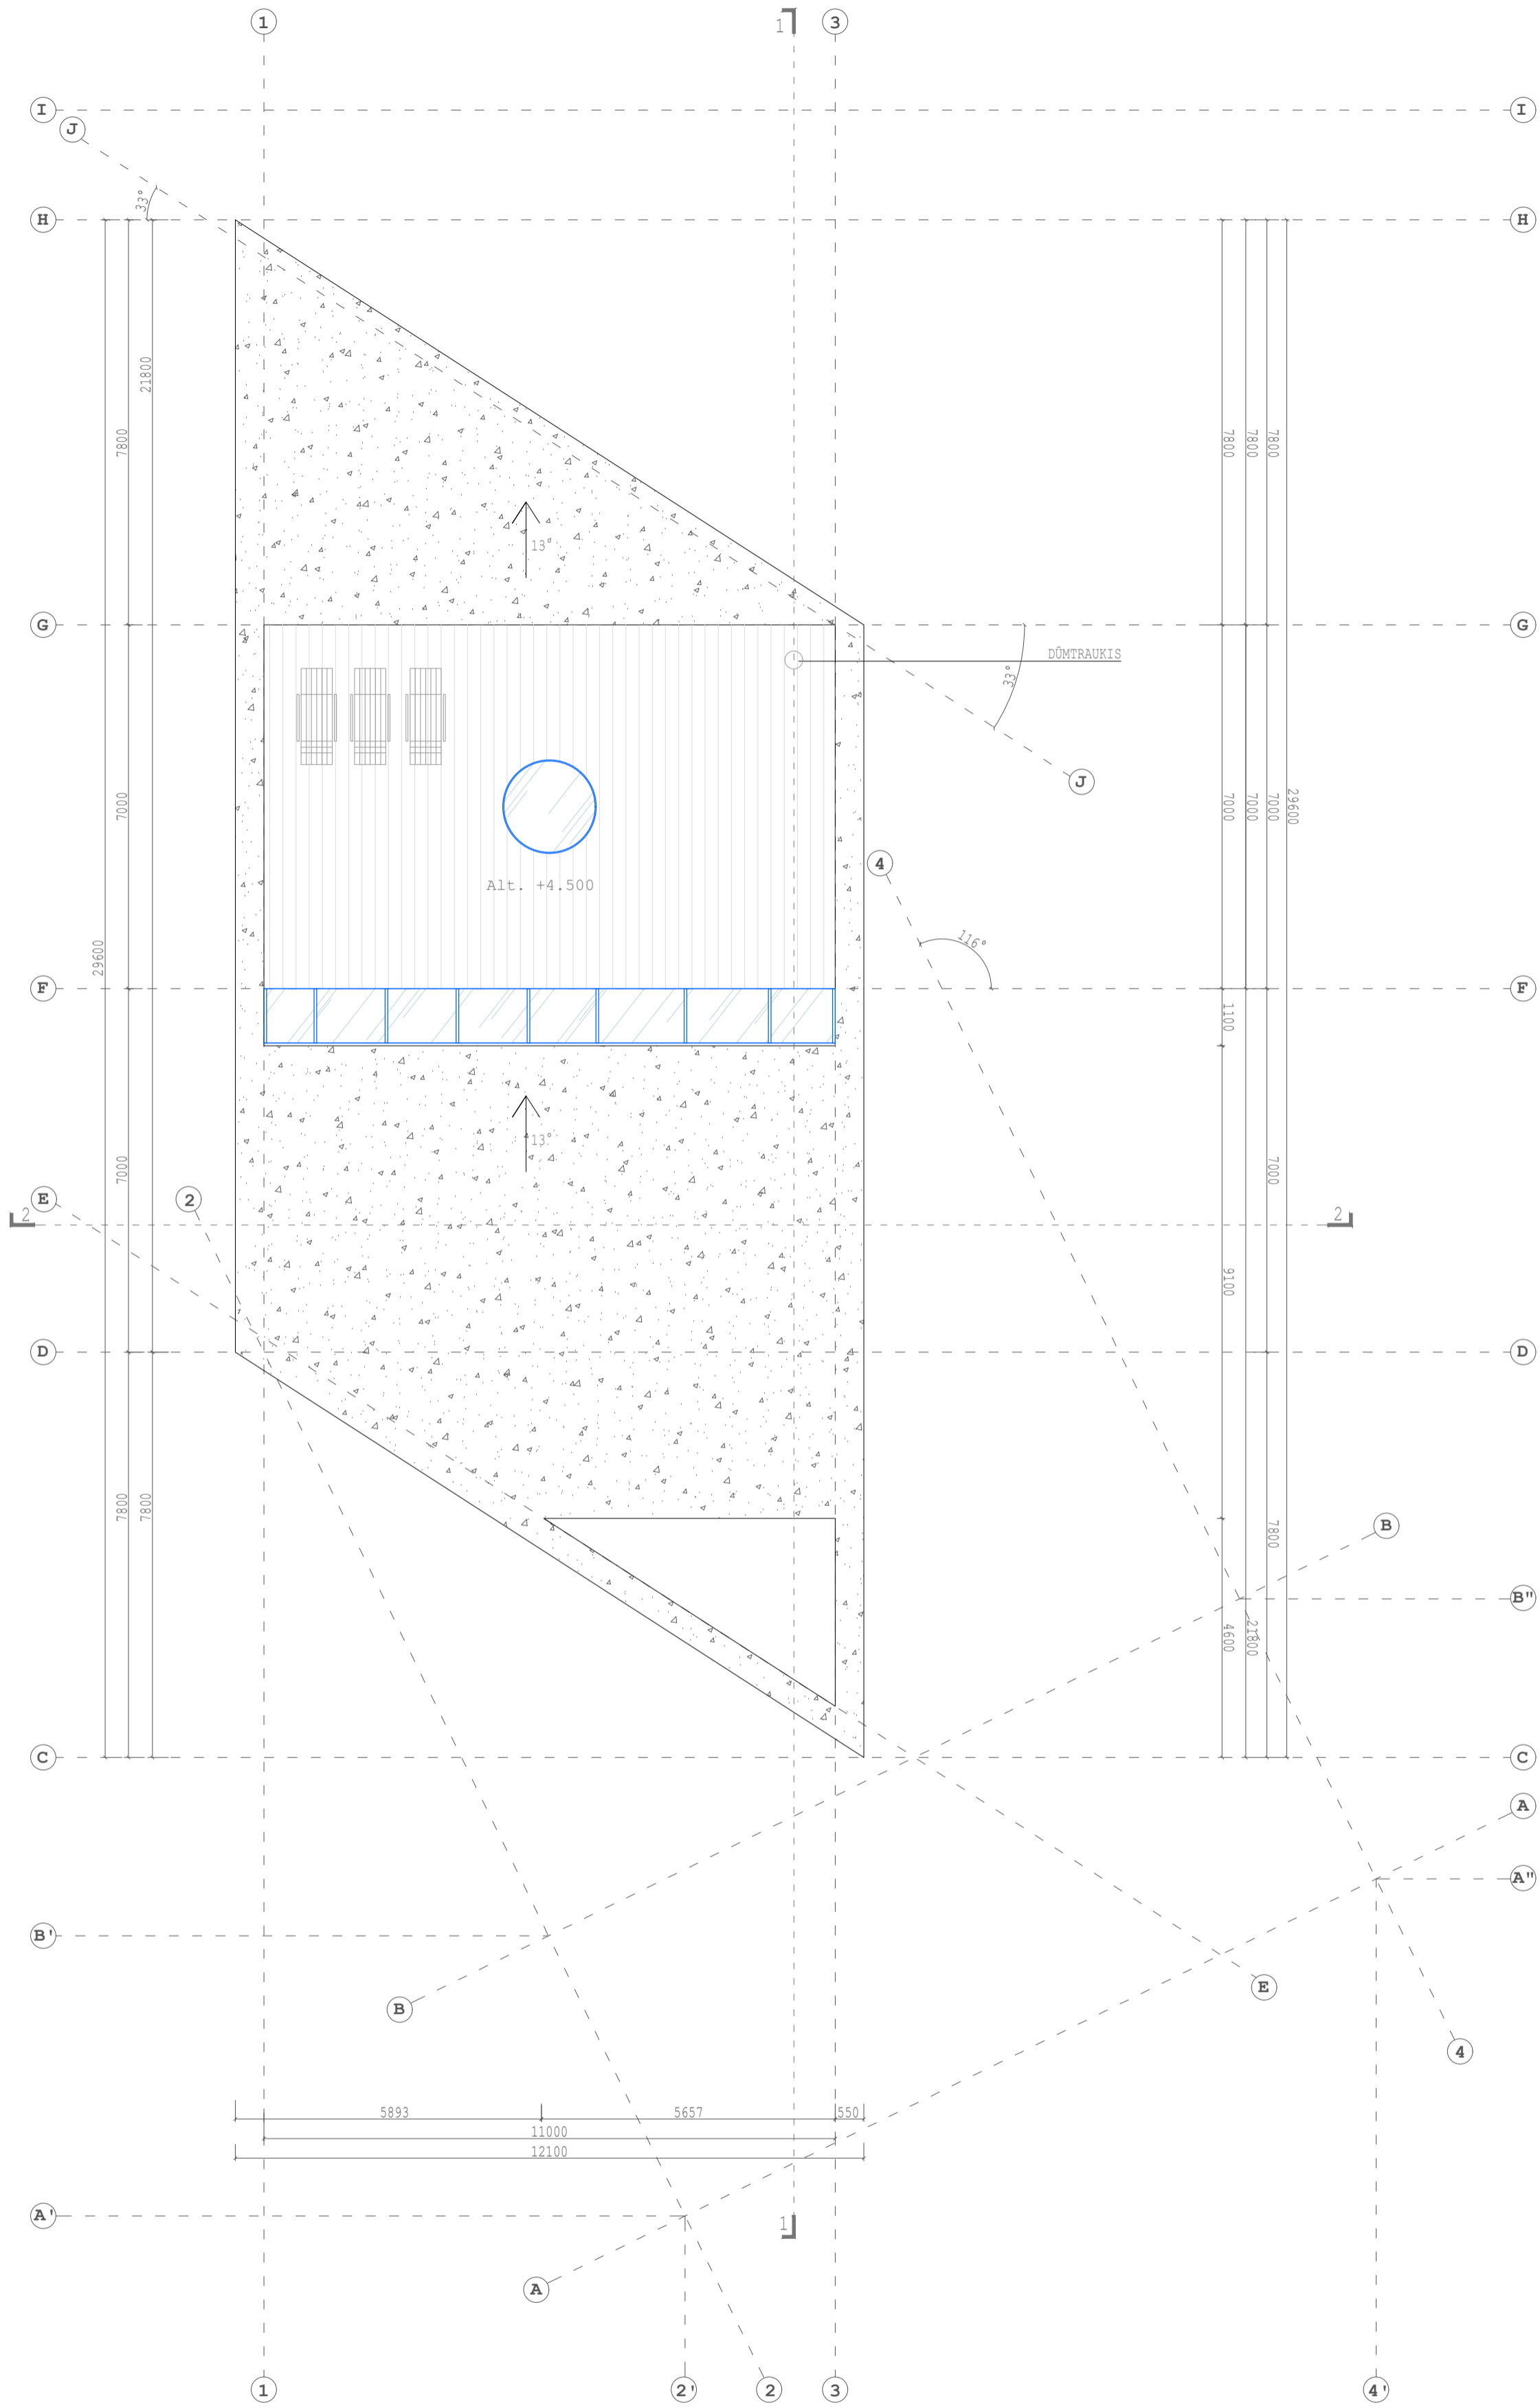 1
1
3
I
I
J
33°
H
H
21800
7800
7800
7800
7800
13°
G
G
DŪMTRAUKIS
33°
J
7000
7000
7000
7000
29600
4
Alt. +4.500
116°
29600
F
F
1100
13°
7000
7000
E
2
2
2
9100
D
D
7800
7800
7800
B
B"
4600
21800
C
C
A
A"
B'
B
E
4
5893
5657
550
11000
12100
A'
1
A
1
2'
2
3
4'